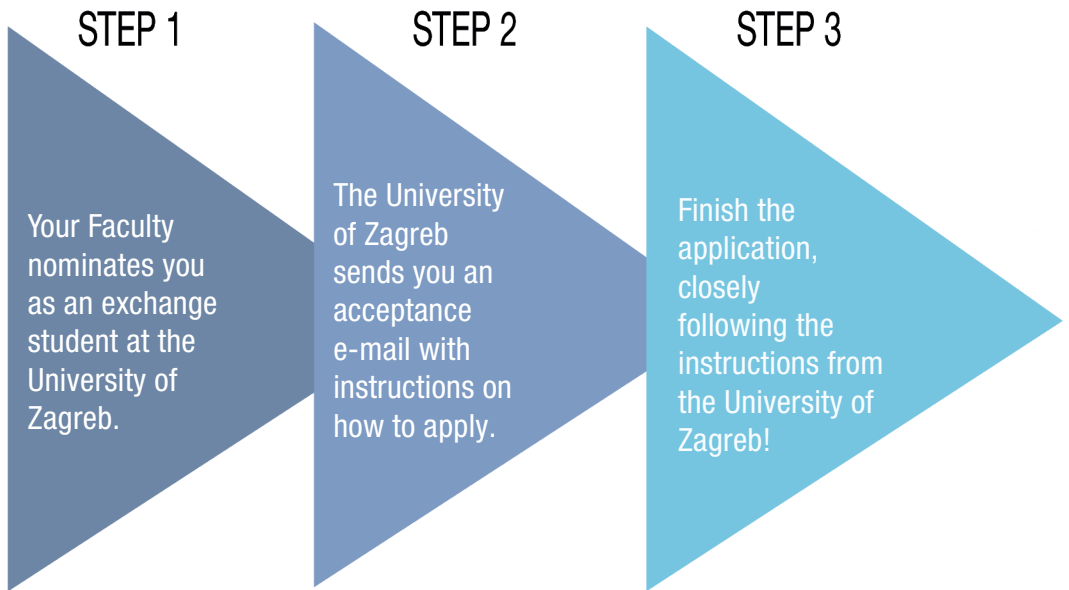 STEP 1
Your Faculty
nominates you
as an exchange
student at the
University of
Zagreb.
STEP 2
The University
of Zagreb
sends you an
acceptance
e-mail with
instructions on
how to apply.
STEP 3
Finish the
application,
closely
following the
instructions from
the University of
Zagreb!